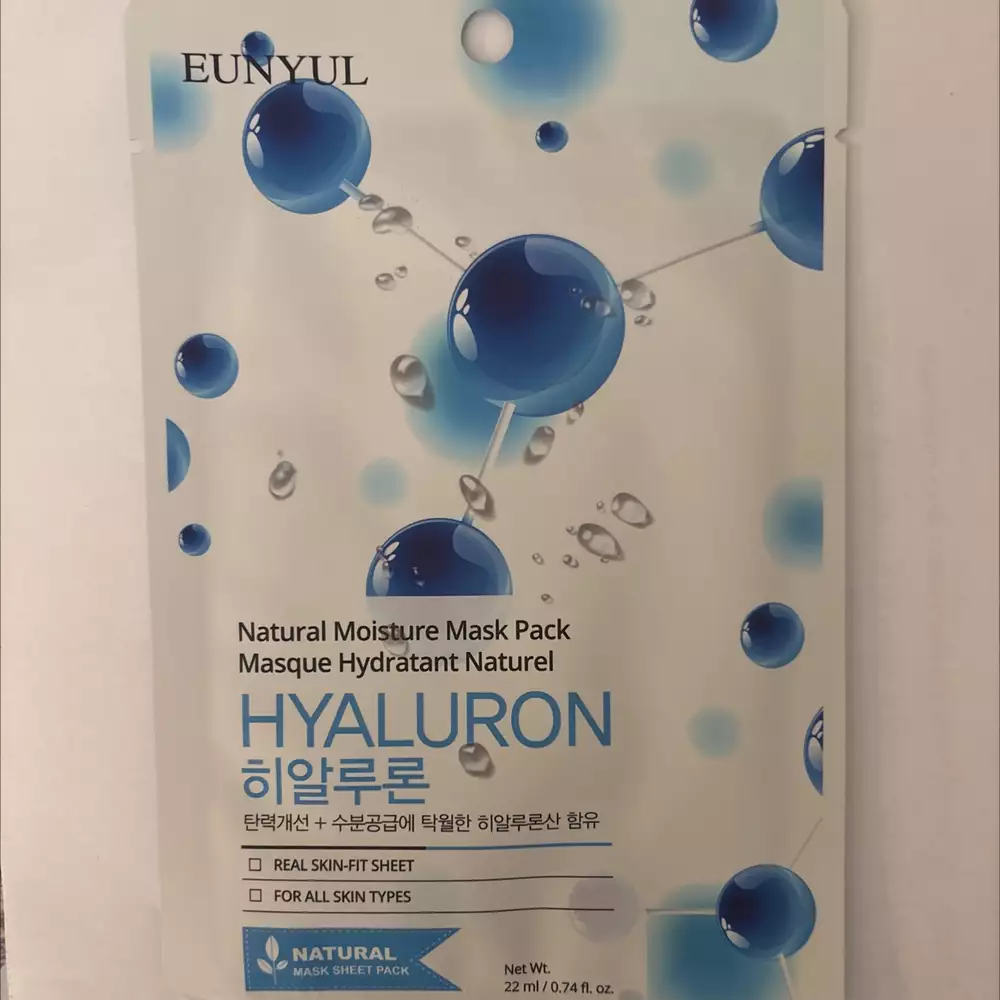 EUNYUL
Natural Moisture Mask Pack
Masque Hydratant Naturel
HYALURON
히알루론
탄력개선 + 수분공급에 탁월한 히알루론산 함유
REAL SKIN-FIT SHEET
FOR ALL SKIN TYPES
NATURAL
MASK SHEET PACK
Net Wt.
22 ml / 0.74 fl. oz.